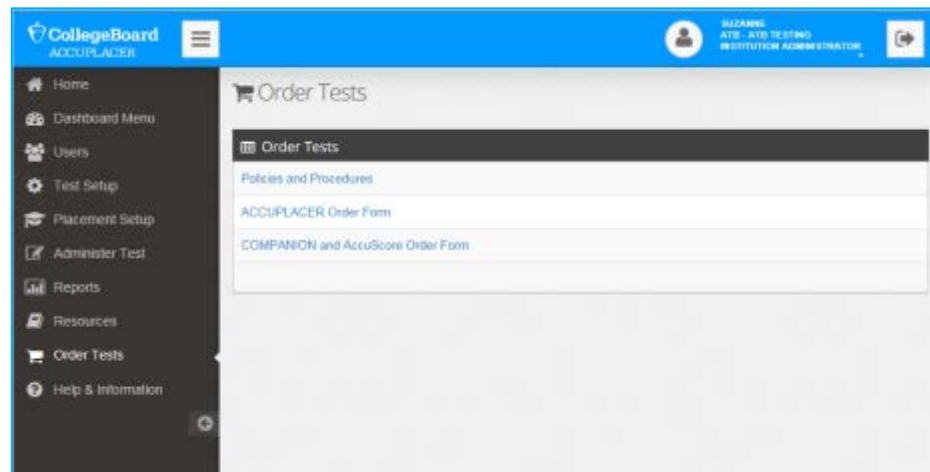 CollegeBoard
ACCUPLACER
SUZANNE
ATB - ATB TESTING
INSTITUTION ADMINISTRATOR
Home
Dashboard Menu
Users
Test Setup
Placement Setup
Administer Test
Reports
Resources
Order Tests
Help & Information
Order Tests
Order Tests
Policies and Procedures
ACCUPLACER Order Form
COMPANION and AccuScore Order Form